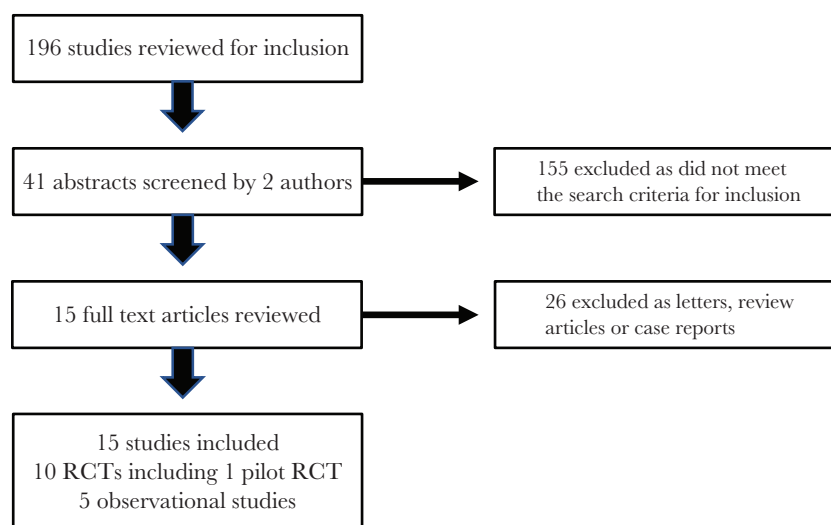 196 studies reviewed for inclusion
41 abstracts screened by 2 authors
155 excluded as did not meet
the search criteria for inclusion
15 full text articles reviewed
26 excluded as letters, review
articles or case reports
15 studies included
10 RCTs including 1 pilot RCT
5 observational studies